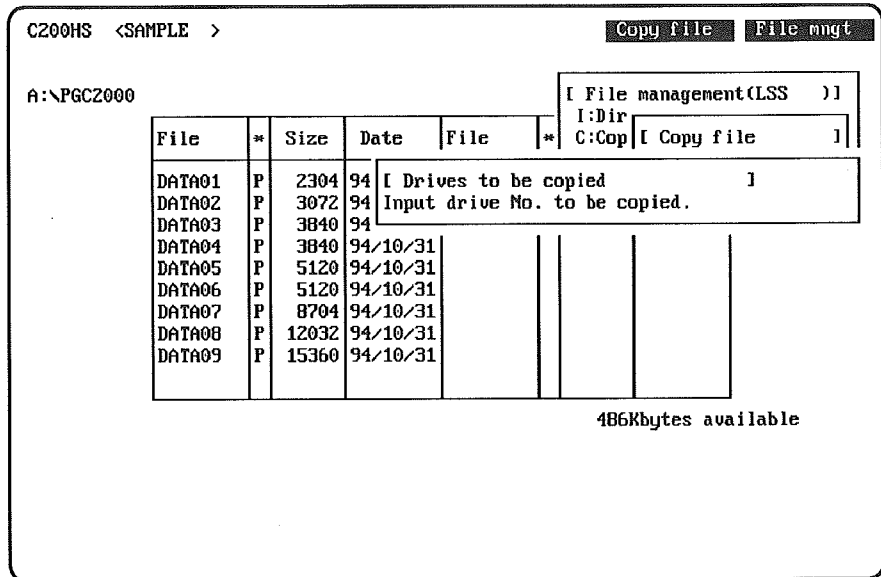 C200HS <SAMPLE > Copy file File mngt
A:\PGC2000
[ File management(LSS )]
I:Dir
C:Cop [ Copy file ]
File * Size Date File *
[ Drives to be copied ]
Input drive No. to be copied.
DATA01 P 2304 94
DATA02 P 3072 94
DATA03 P 3840 94
DATA04 P 3840 94/10/31
DATA05 P 5120 94/10/31
DATA06 P 5120 94/10/31
DATA07 P 8704 94/10/31
DATA08 P 12032 94/10/31
DATA09 P 15360 94/10/31
486Kbytes available